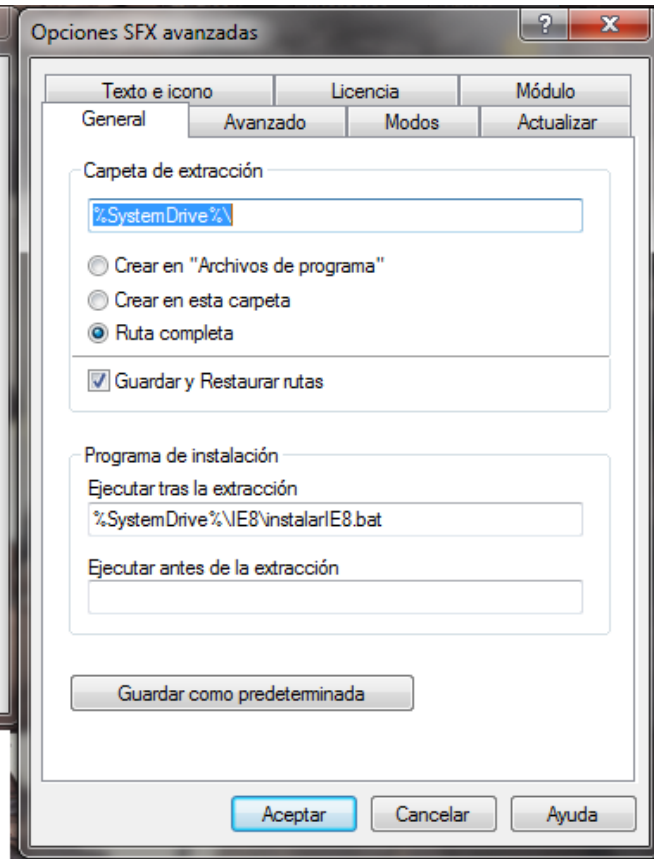 Opciones SFX avanzadas
?
X
Texto e icono
Licencia
Módulo
General
Avanzado
Modos
Actualizar
Carpeta de extracción
%SystemDrive%\
Crear en "Archivos de programa"
Crear en esta carpeta
Ruta completa
Guardar y Restaurar rutas
Programa de instalación
Ejecutar tras la extracción
%SystemDrive%\IE8\instalarIE8.bat
Ejecutar antes de la extracción
Guardar como predeterminada
Aceptar
Cancelar
Ayuda